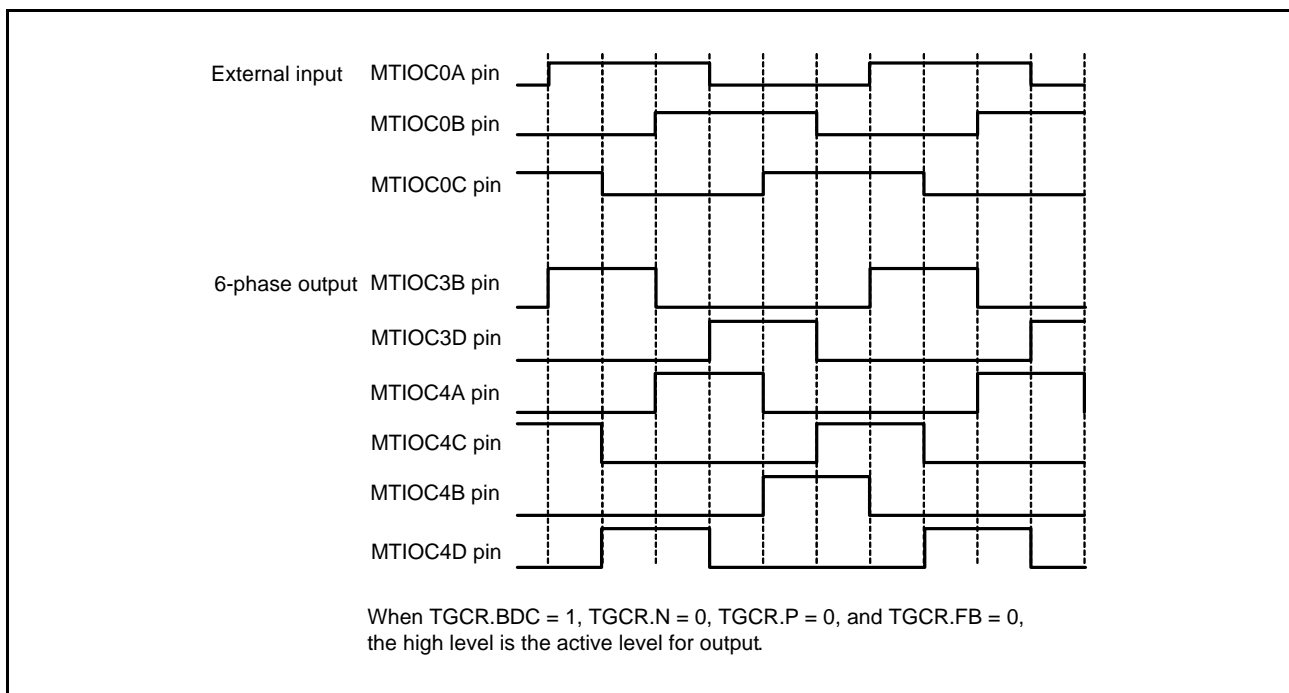 External input MTIOC0A pin
MTIOC0B pin
MTIOC0C pin
6-phase output MTIOC3B pin
MTIOC3D pin
MTIOC4A pin
MTIOC4C pin
MTIOC4B pin
MTIOC4D pin
When TGCR.BDC = 1, TGCR.N = 0, TGCR.P = 0, and TGCR.FB = 0,
the high level is the active level for output.